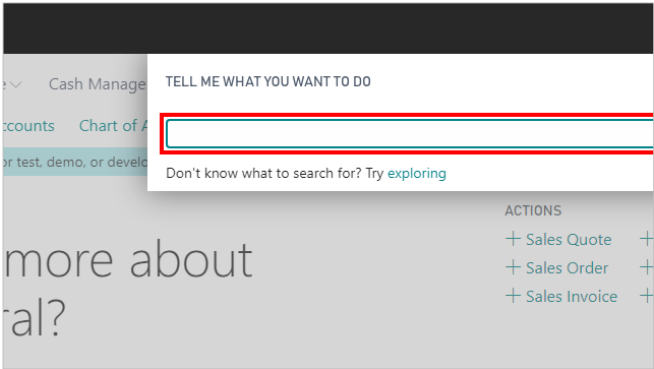 Cash Manage
TELL ME WHAT YOU WANT TO DO
ccounts Chart of A
or test, demo, or develo
Don't know what to search for? Try exploring
ACTIONS
+ Sales Quote +
+ Sales Order +
+ Sales Invoice +
more about
ral?